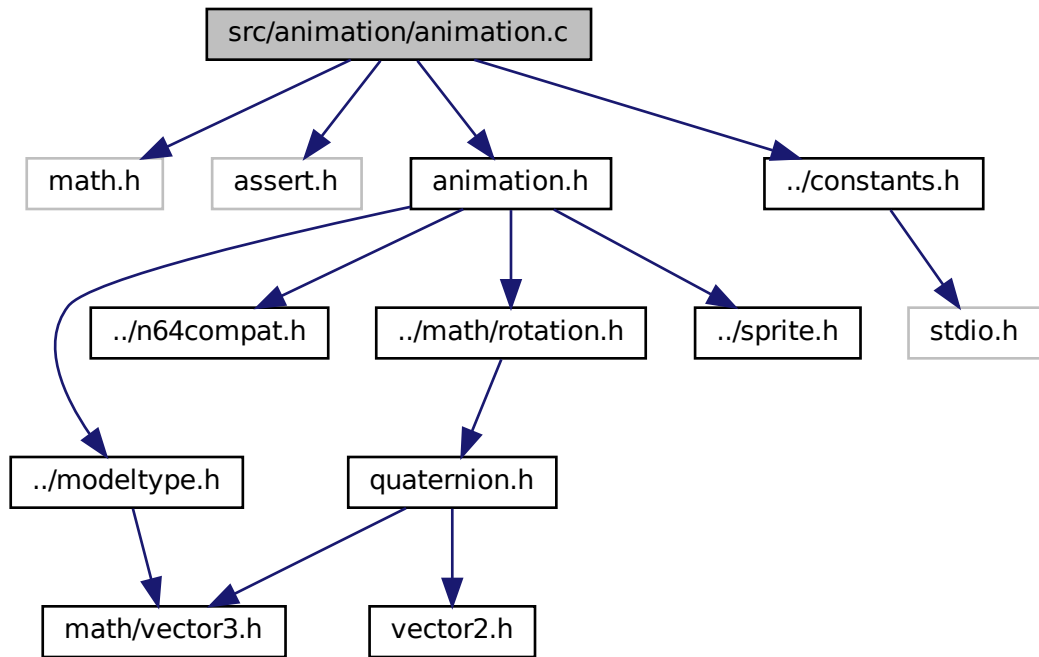 src/animation/animation.c
math.h
assert.h
animation.h
../constants.h
../n64compat.h
../math/rotation.h
../sprite.h
stdio.h
../modeltype.h
quaternion.h
math/vector3.h
vector2.h